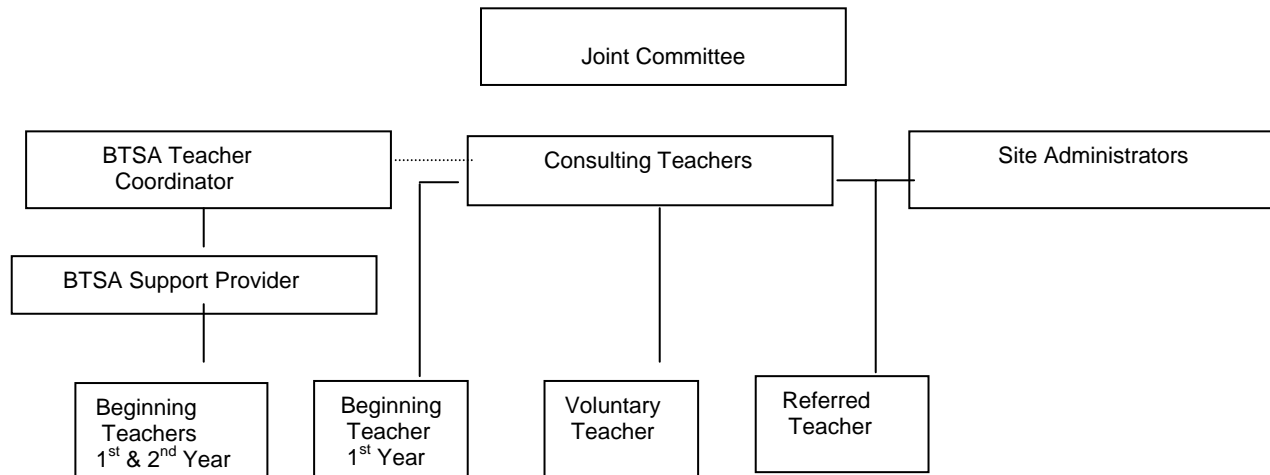 Joint Committee
BTSA Teacher
Coordinator
Consulting Teachers
Site Administrators
BTSA Support Provider
Beginning
Teachers
1st & 2nd Year
Beginning
Teacher
1st Year
Voluntary
Teacher
Referred
Teacher